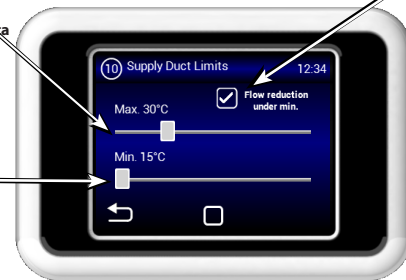 10 Supply Duct Limits 12:34
Flow reduction
under min.
Max. 30°C
Min. 15°C